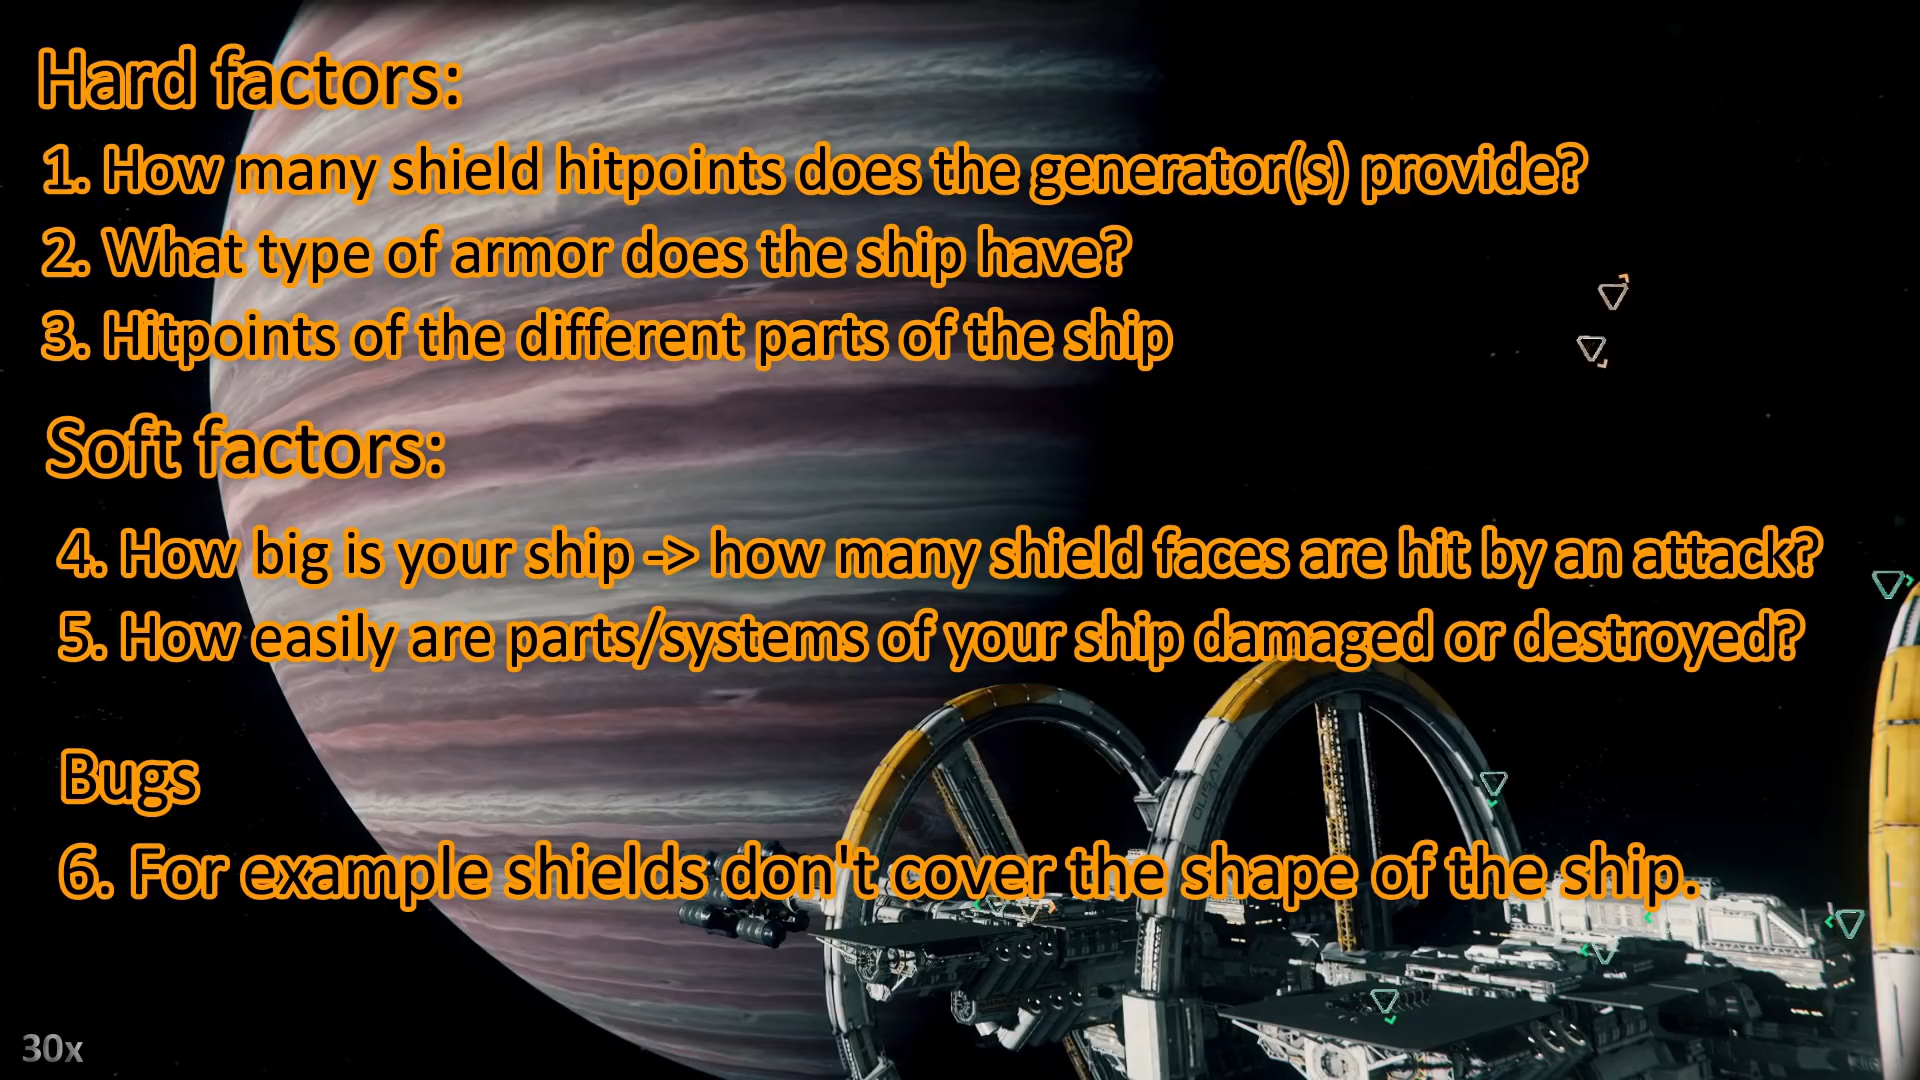 Hard factors:
1. How many shield hitpoints does the generator(s) provide?
2. What type of armor does the ship have?
3. Hitpoints of the different parts of the ship
Soft factors:
4. How big is your ship -> how many shield faces are hit by an attack?
5. How easily are parts/systems of your ship damaged or destroyed?
Bugs
6. For example shields don't cover the shape of the ship.
30x